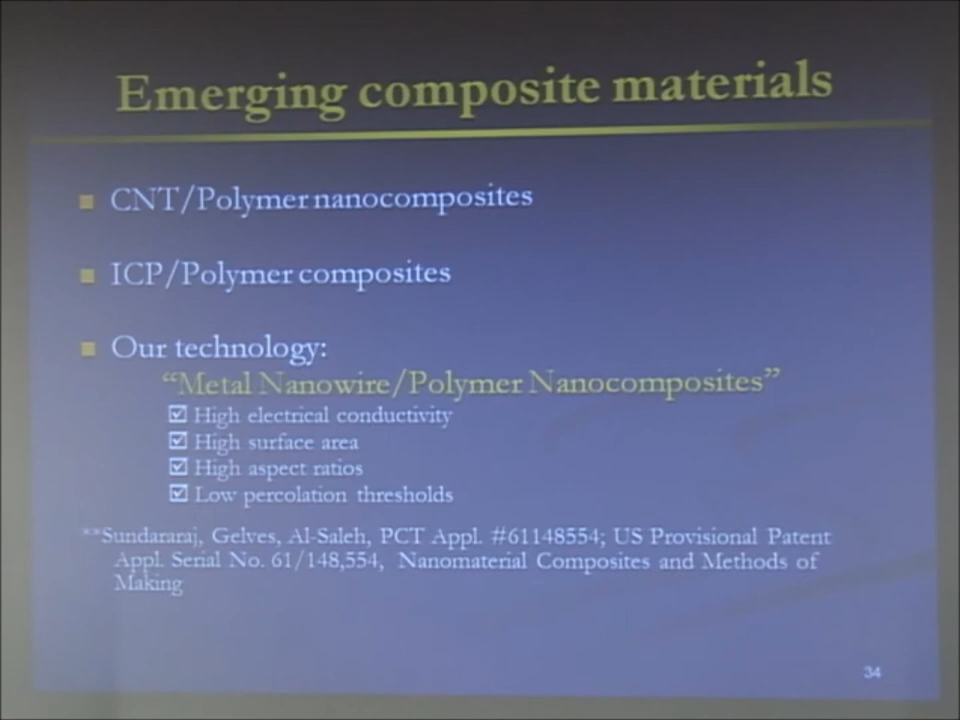 Emerging composite materials
CNT/Polymer nanocomposites
ICP/Polymer composites
Our technology:
“Metal Nanowire/Polymer Nanocomposites”
High electrical conductivity
High surface area
High aspect ratios
Low percolation thresholds
**Sundararaj, Gelves, Al-Saleh, PCT Appl. #61148554; US Provisional Patent
Appl. Serial No. 61/148,554, Nanomaterial Composites and Methods of
Making
34